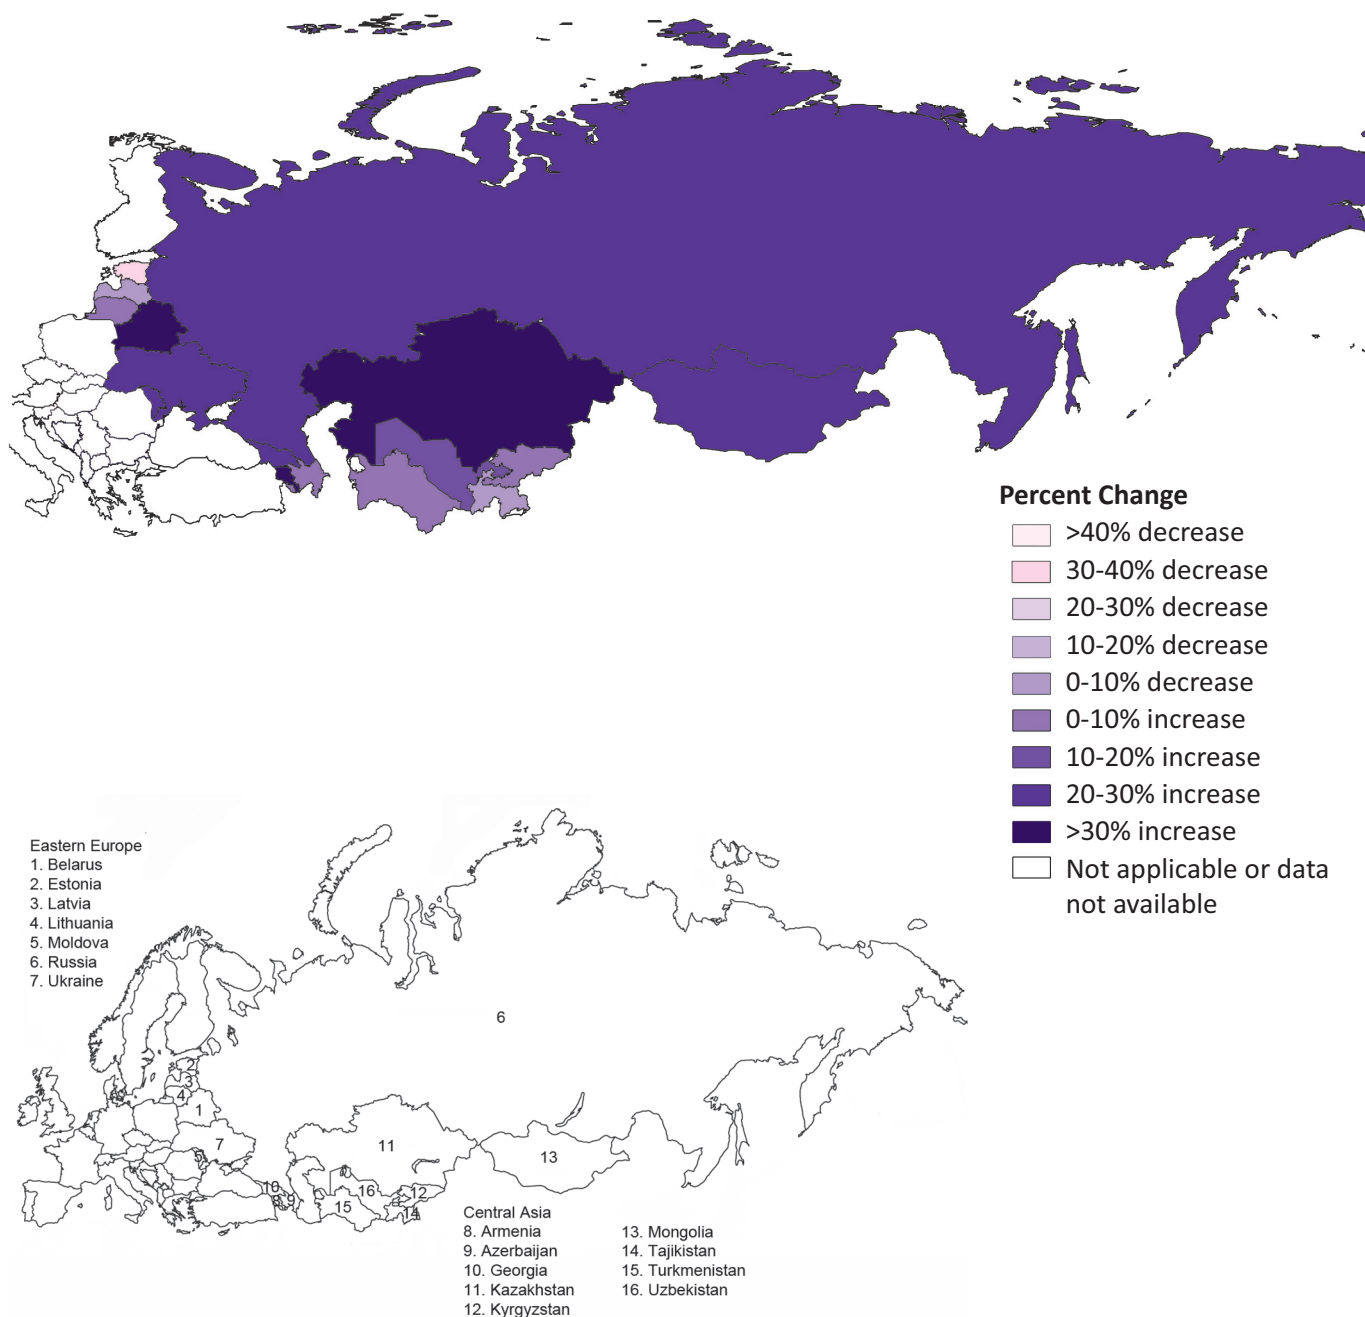 Percent Change
>40% decrease
30-40% decrease
20-30% decrease
10-20% decrease
0-10% decrease
0-10% increase
10-20% increase
20-30% increase
>30% increase
Not applicable or data
not available
Eastern Europe
1. Belarus
2. Estonia
3. Latvia
4. Lithuania
5. Moldova
6. Russia
7. Ukraine
6
2
3
4
1
7
5
11
13
10
8
9
16
15
12
14
Central Asia
8. Armenia
9. Azerbaijan
10. Georgia
11. Kazakhstan
12. Kyrgyzstan
13. Mongolia
14. Tajikistan
15. Turkmenistan
16. Uzbekistan